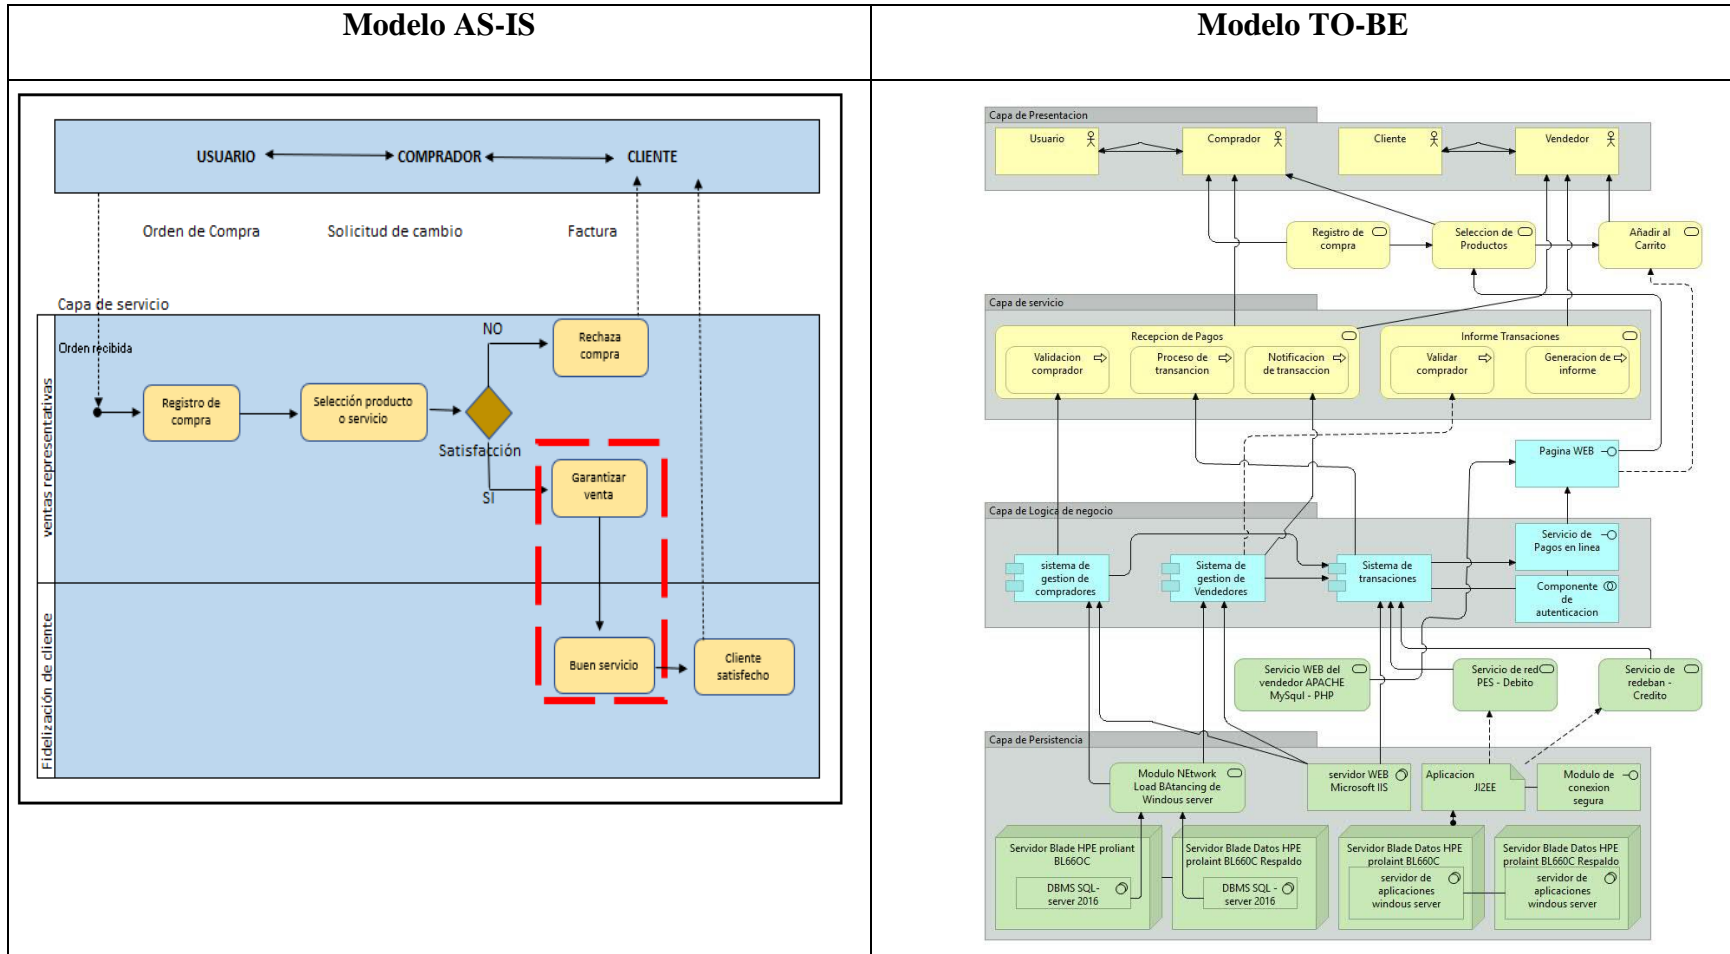 Modelo AS-IS
Modelo TO-BE
USUARIO
COMPRADOR
CLIENTE
Orden de Compra
Solicitud de cambio
Factura
Capa de servicio
ventas representativas
Fidelización de cliente
Orden recibida
Registro de
compra
Selección producto
o servicio
NO
Rechaza
compra
Satisfacción
SI
Garantizar
venta
Buen servicio
Cliente
satisfecho
Capa de Presentacion
Usuario
Comprador
Cliente
Vendedor
Registro de
compra
Seleccion de
Productos
Añadir al
Carrito
Capa de servicio
Recepcion de Pagos
Validacion
comprador
Proceso de
transancion
Notificacion
de transaccion
Informe Transaciones
Validar
comprador
Generacion de
informe
Pagina WEB
Capa de Logica de negocio
sistema de
gestion de
compradores
Sistema de
gestion de
Vendedores
Sistema de
transaciones
Servicio de
Pagos en linea
Componente
de
autenticacion
Servicio WEB del
vendedor APACHE
MySqul - PHP
Servicio de red
PES - Debito
Servicio de
redeban -
Credito
Capa de Persistencia
Modulo NEtwork
Load BAtancing de
Windous server
servidor WEB
Microsoft IIS
Aplicacion
JI2EE
Modulo de
conexion
segura
Servidor Blade HPE proliant
BL66OC
DBMS SQL-
server 2016
Servidor Blade Datos HPE
prolaint BL660C Respaldo
DBMS SQL -
server 2016
Servidor Blade Datos HPE
prolaint BL660C
servidor de
aplicaciones
windous server
Servidor Blade Datos HPE
prolaint BL660C Respaldo
servidor de
aplicaciones
windous server